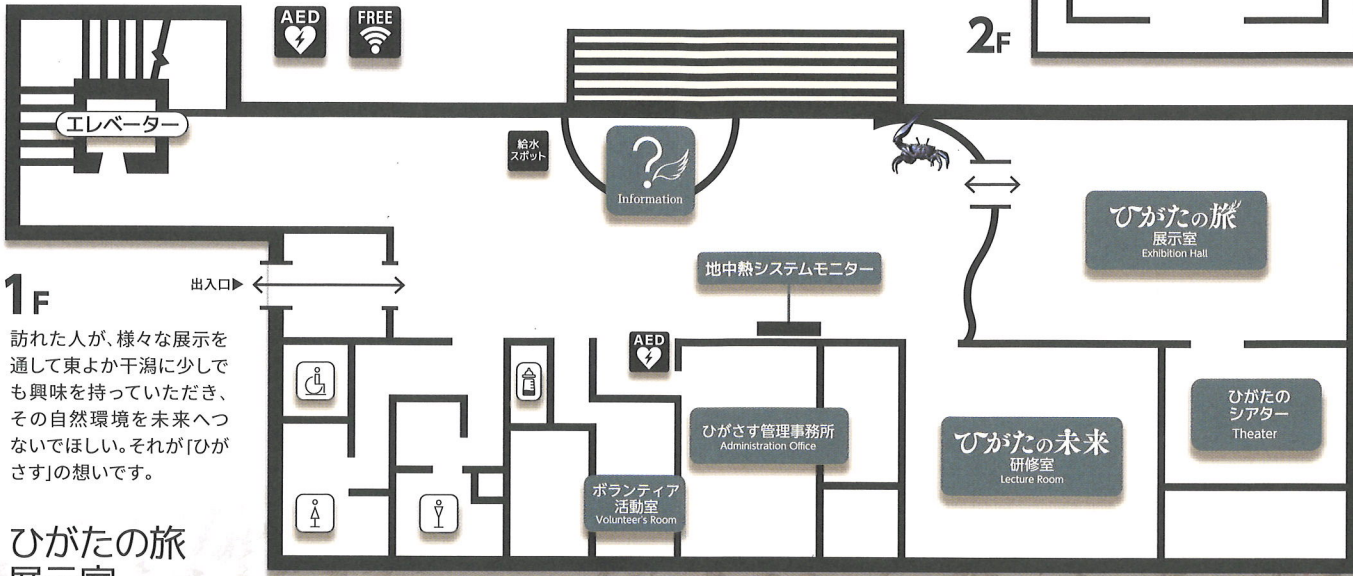 AED
FREE
2F
エレベーター
給水
スポット
?
Information
ひがたの旅
展示室
Exhibition Hall
地中熱システムモニター
出入口▶
1F
訪れた人が、様々な展示を
通して東よか干潟に少しで
も興味を持っていただき、
その自然環境を未来へつ
ないでほしい。それが「ひが
さす」の想いです。
AED
ひがさす管理事務所
Administration Office
ひがたの未来
研修室
Lecture Room
ひがたの
シアター
Theater
ボランティア
活動室
Volunteer's Room
ひがたの旅
展示室